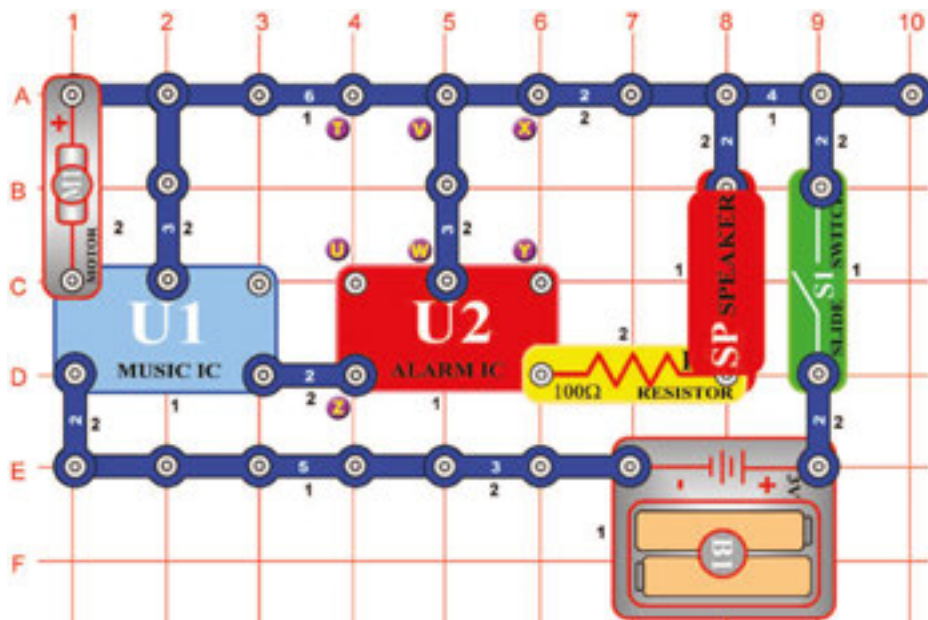 1 2 3 4 5 6 7 8 9 10
A 6 2 4
1 2 1
+ T V X 2 2 2
M1
B
MOTOR 2 3 2 U W 3 2 Y 1 SP SPEAKER S1 SLIDE SWITCH 1
C
U1
MUSIC IC
U2
ALARM IC
2
100Ω RESISTOR
D 2
1 2 Z 1
2 2 2 2
E 5 3
1 2
- + 3V
1 B1
F